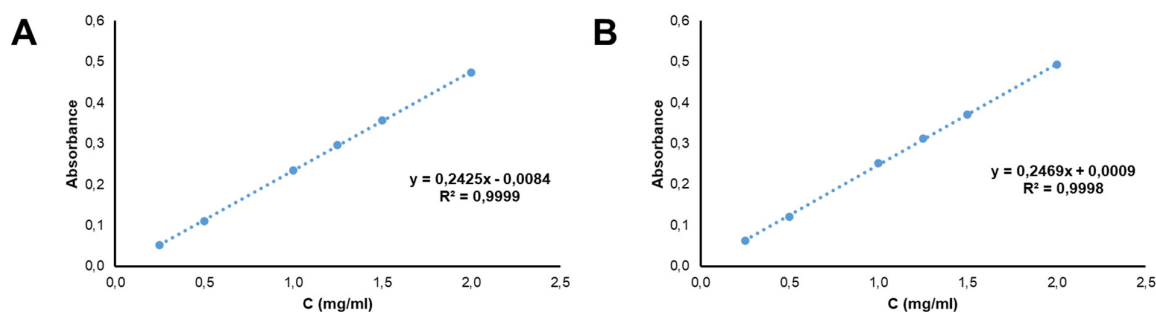 A
Absorbance
0,6
0,5
0,4
0,3
0,2
0,1
0,0
y = 0,2425x - 0,0084
R² = 0,9999
0,0 0,5 1,0 1,5 2,0 2,5
C (mg/ml)
B
Absorbance
0,6
0,5
0,4
0,3
0,2
0,1
0,0
y = 0,2469x + 0,0009
R² = 0,9998
0,0 0,5 1,0 1,5 2,0 2,5
C (mg/ml)